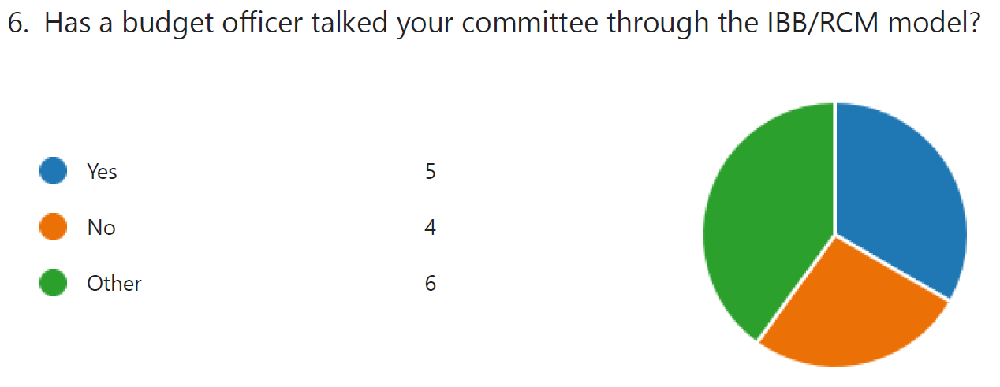 6. Has a budget officer talked your committee through the IBB/RCM model?
Yes 5
No 4
Other 6